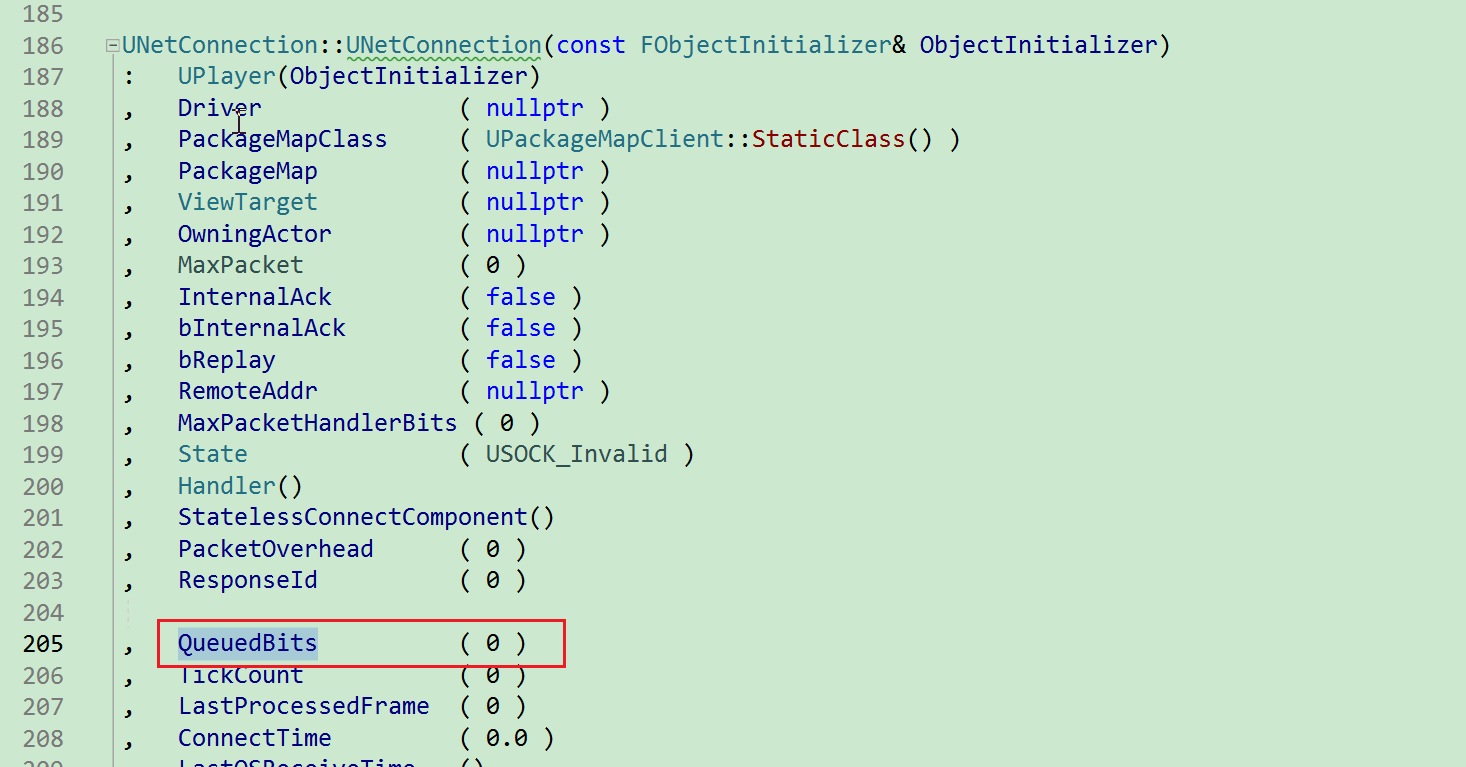 185
186 UNetConnection::UNetConnection(const FObjectInitializer& ObjectInitializer)
187 : UPlayer(ObjectInitializer)
188 , Driver ( nullptr )
189 , PackageMapClass ( UPackageMapClient::StaticClass() )
190 , PackageMap ( nullptr )
191 , ViewTarget ( nullptr )
192 , OwningActor ( nullptr )
193 , MaxPacket ( 0 )
194 , InternalAck ( false )
195 , bInternalAck ( false )
196 , bReplay ( false )
197 , RemoteAddr ( nullptr )
198 , MaxPacketHandlerBits ( 0 )
199 , State ( USOCK_Invalid )
200 , Handler()
201 , StatelessConnectComponent()
202 , PacketOverhead ( 0 )
203 , ResponseId ( 0 )
204
205 , QueuedBits ( 0 )
206 , TickCount ( 0 )
207 , LastProcessedFrame ( 0 )
208 , ConnectTime ( 0.0 )
209 , LastOSReceiveTime ()